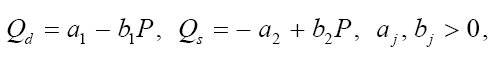 Q_d = a_1 − b_1P, Q_s = − a_2 + b_2P, a_j, b_j > 0,